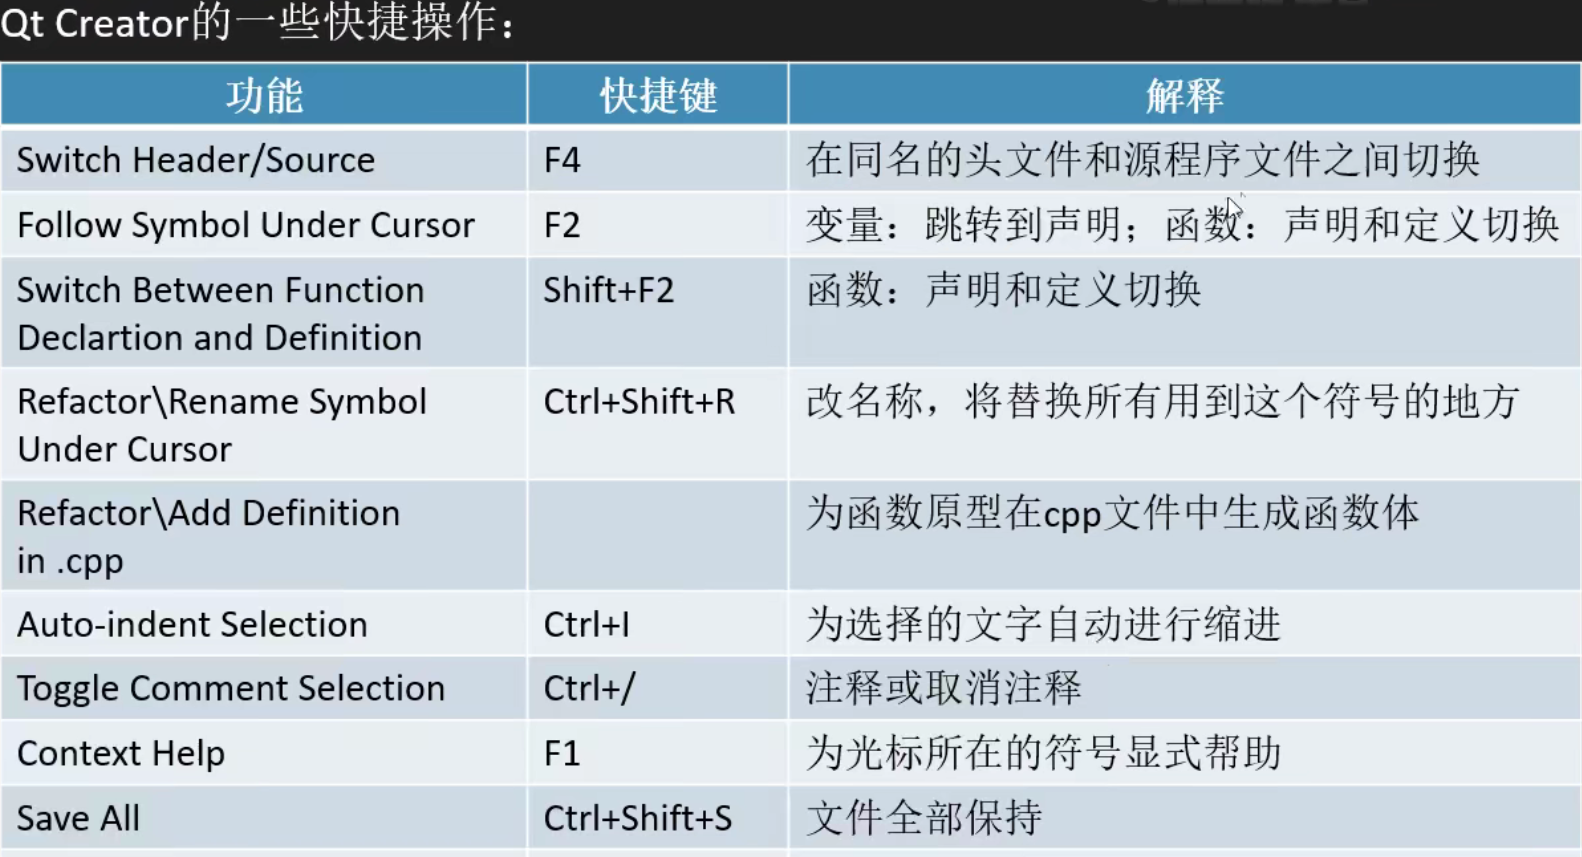 Qt Creator的一些快捷操作：
功能 快捷键 解释
Switch Header/Source F4 在同名的头文件和源程序文件之间切换
Follow Symbol Under Cursor F2 变量：跳转到声明；函数：声明和定义切换
Switch Between Function Shift+F2 函数：声明和定义切换
Declartion and Definition
Refactor\Rename Symbol Ctrl+Shift+R 改名称，将替换所有用到这个符号的地方
Under Cursor
Refactor\Add Definition 为函数原型在cpp文件中生成函数体
in .cpp
Auto-indent Selection Ctrl+I 为选择的文字自动进行缩进
Toggle Comment Selection Ctrl+/ 注释或取消注释
Context Help F1 为光标所在的符号显式帮助
Save All Ctrl+Shift+S 文件全部保持